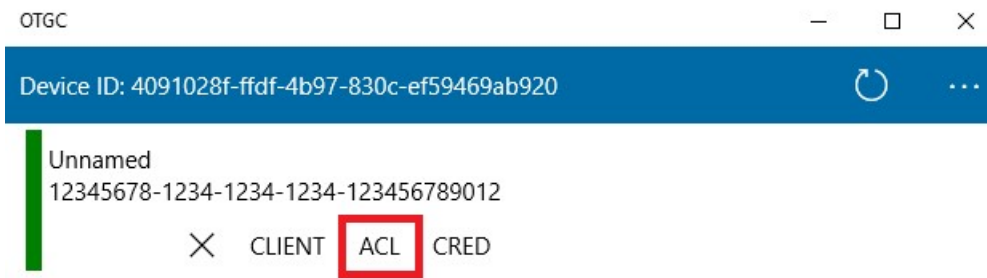 OTGC
Device ID: 4091028f-ffdf-4b97-830c-ef59469ab920
Unnamed
12345678-1234-1234-1234-123456789012
CLIENT ACL CRED